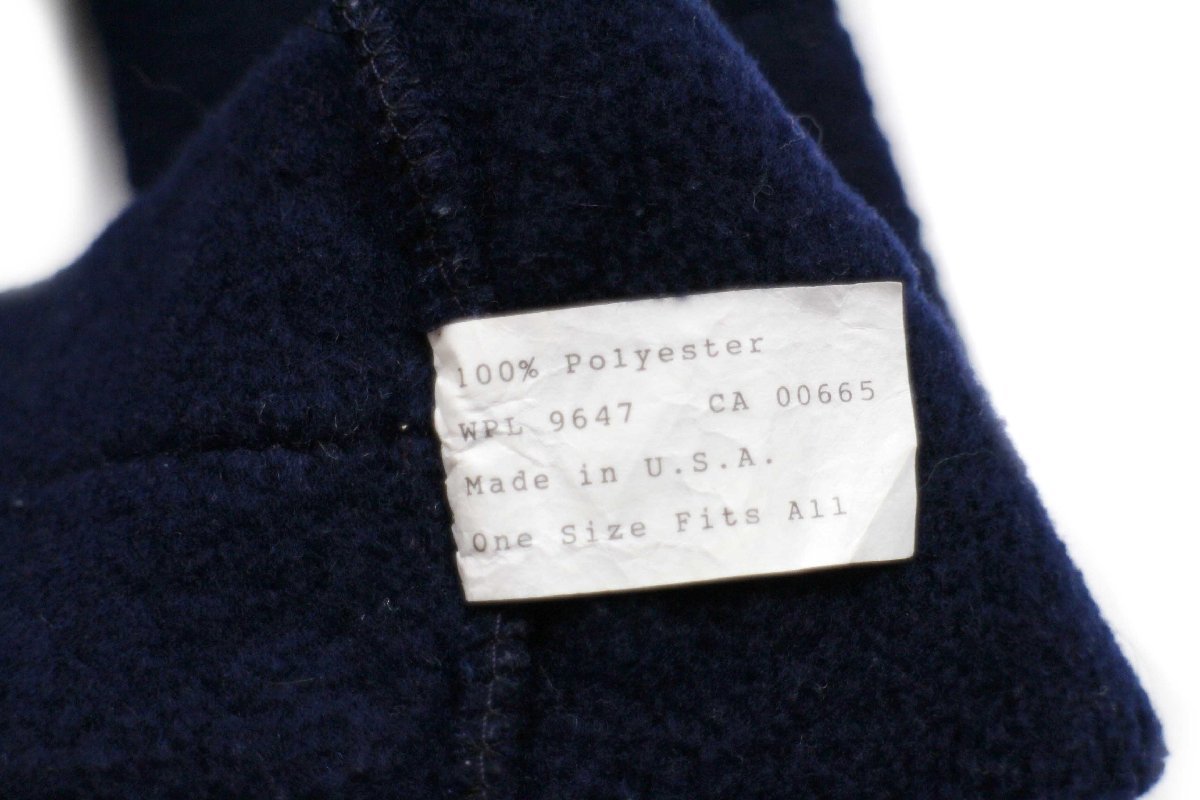 100% Polyester
WPL 9647 CA 00665
Made in U.S.A.
One Size Fits All